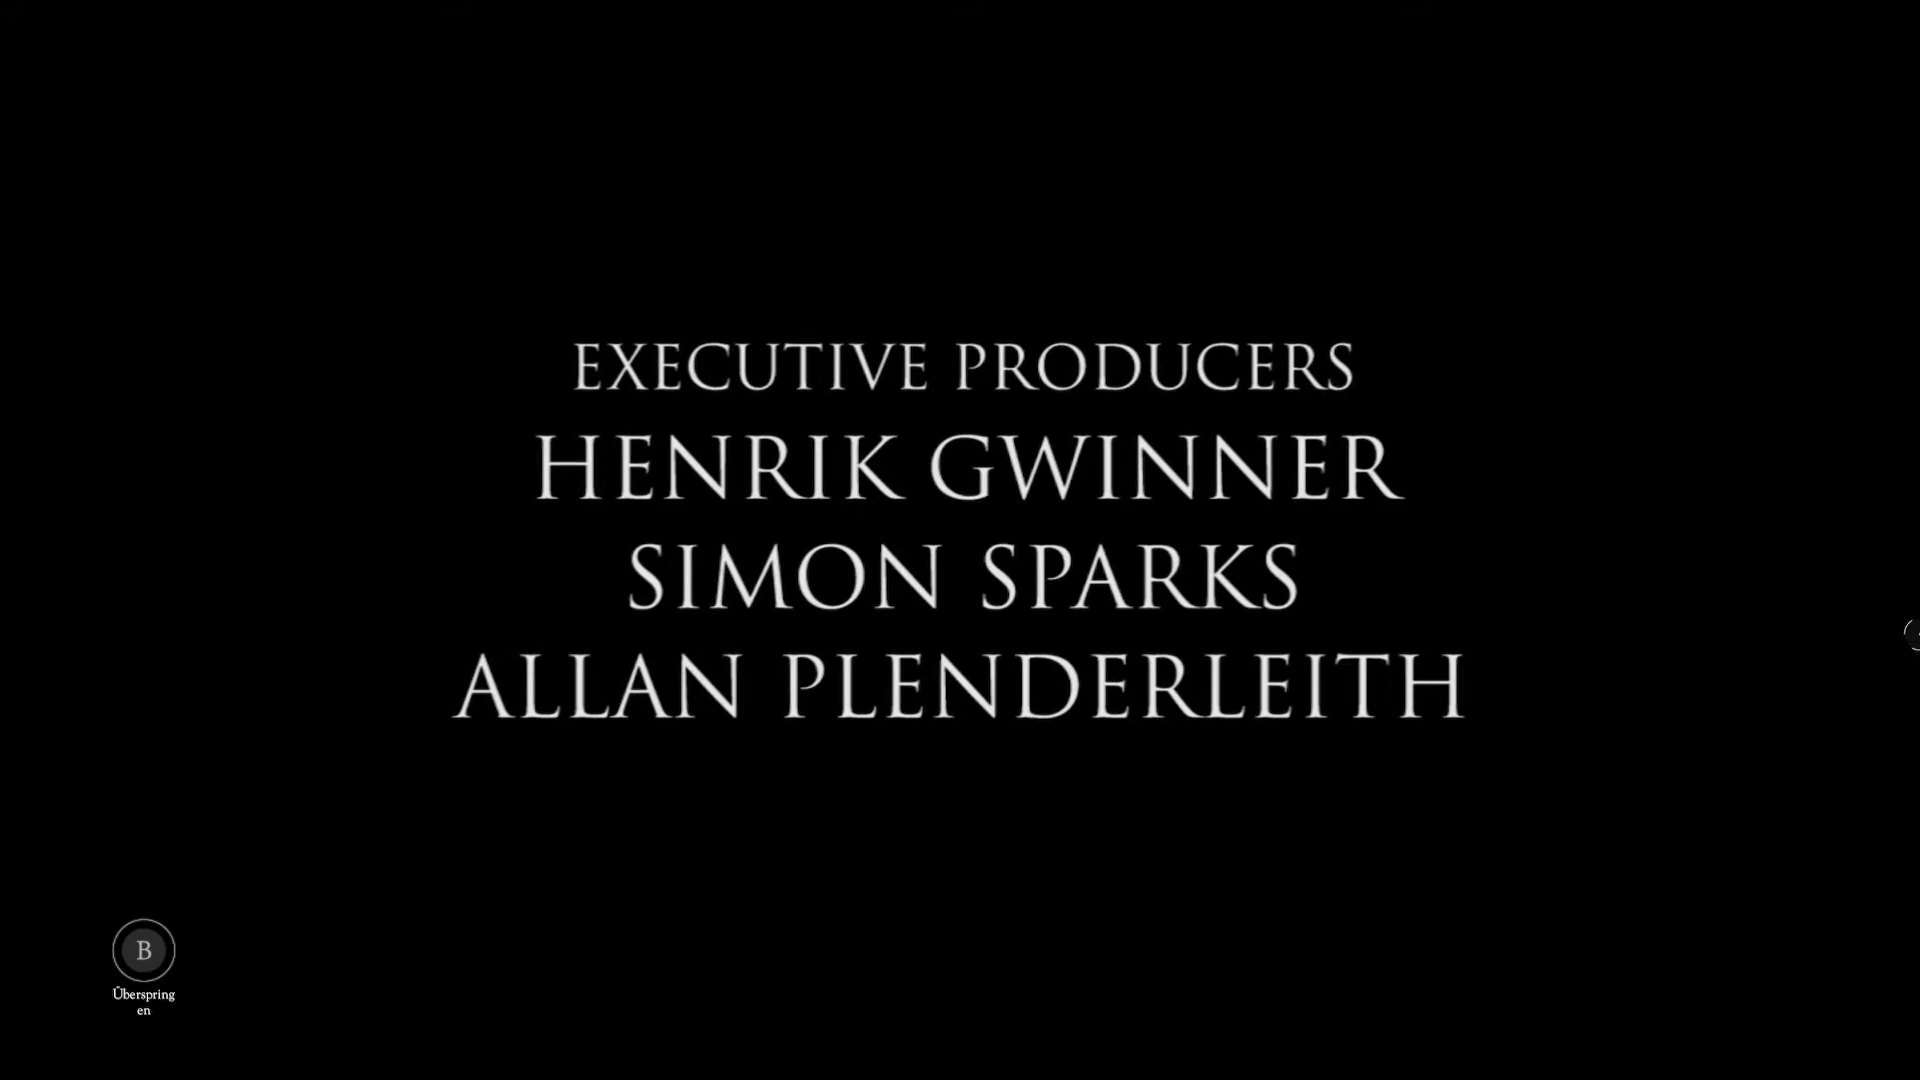 EXECUTIVE PRODUCERS
HENRIK GWINNER
SIMON SPARKS
ALLAN PLENDERLEITH
B
Überspring
en